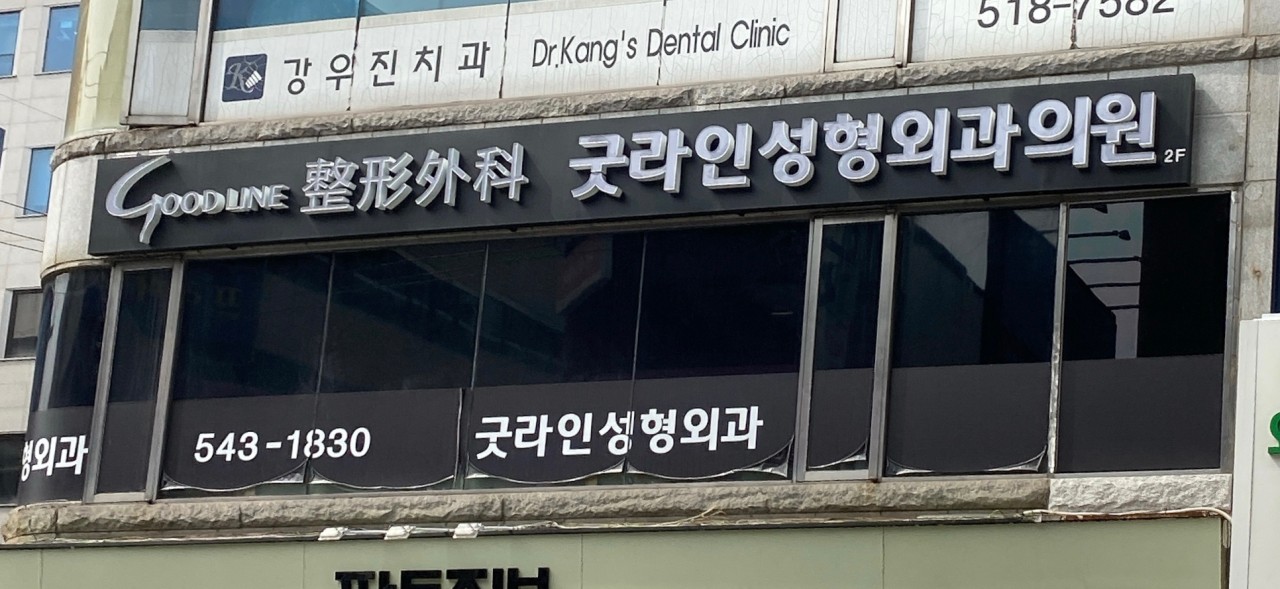 강우진치과 Dr.Kang's Dental Clinic 518-7582
GOODLINE 整形外科 굿라인성형외과의원 2F
형외과 543-1830 굿라인성형외과